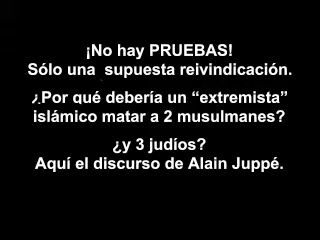 ¡No hay PRUEBAS!
Sólo una supuesta reivindicación.
¿Por qué debería un “extremista”
islámico matar a 2 musulmanes?
¿y 3 judíos?
Aquí el discurso de Alain Juppé.